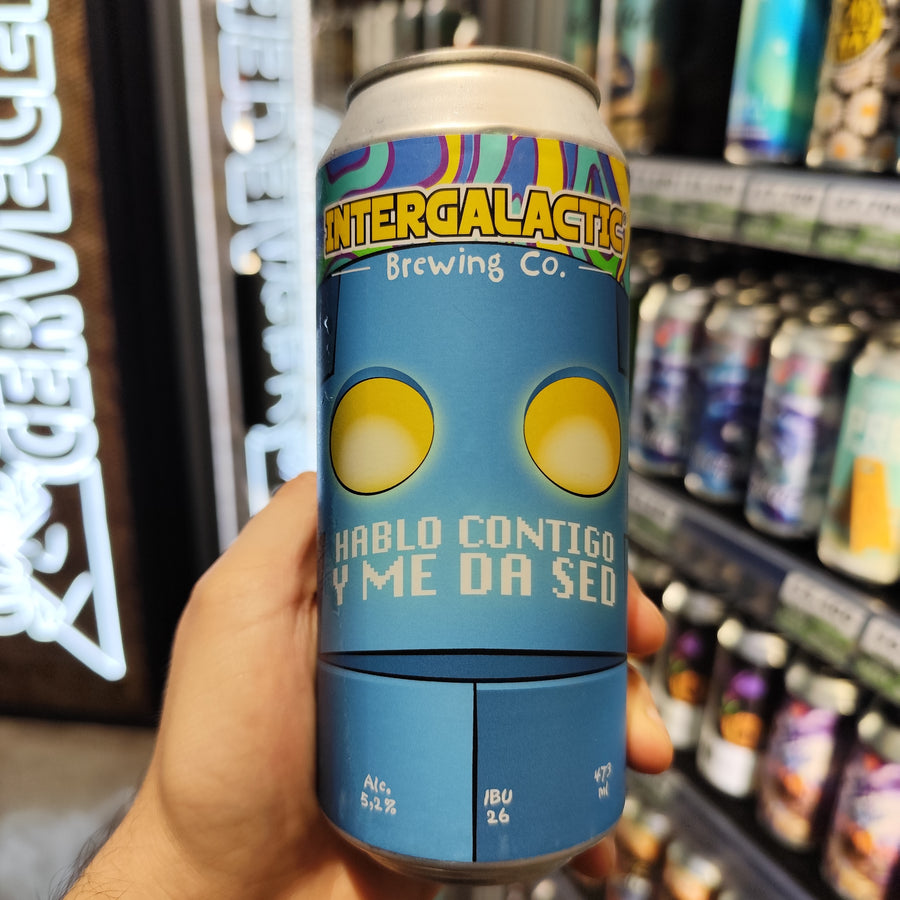 INTERGALACTIC
Brewing Co.
HABLO CONTIGO
Y ME DA SED
Alc.
5,2%
IBU
26
473
ml